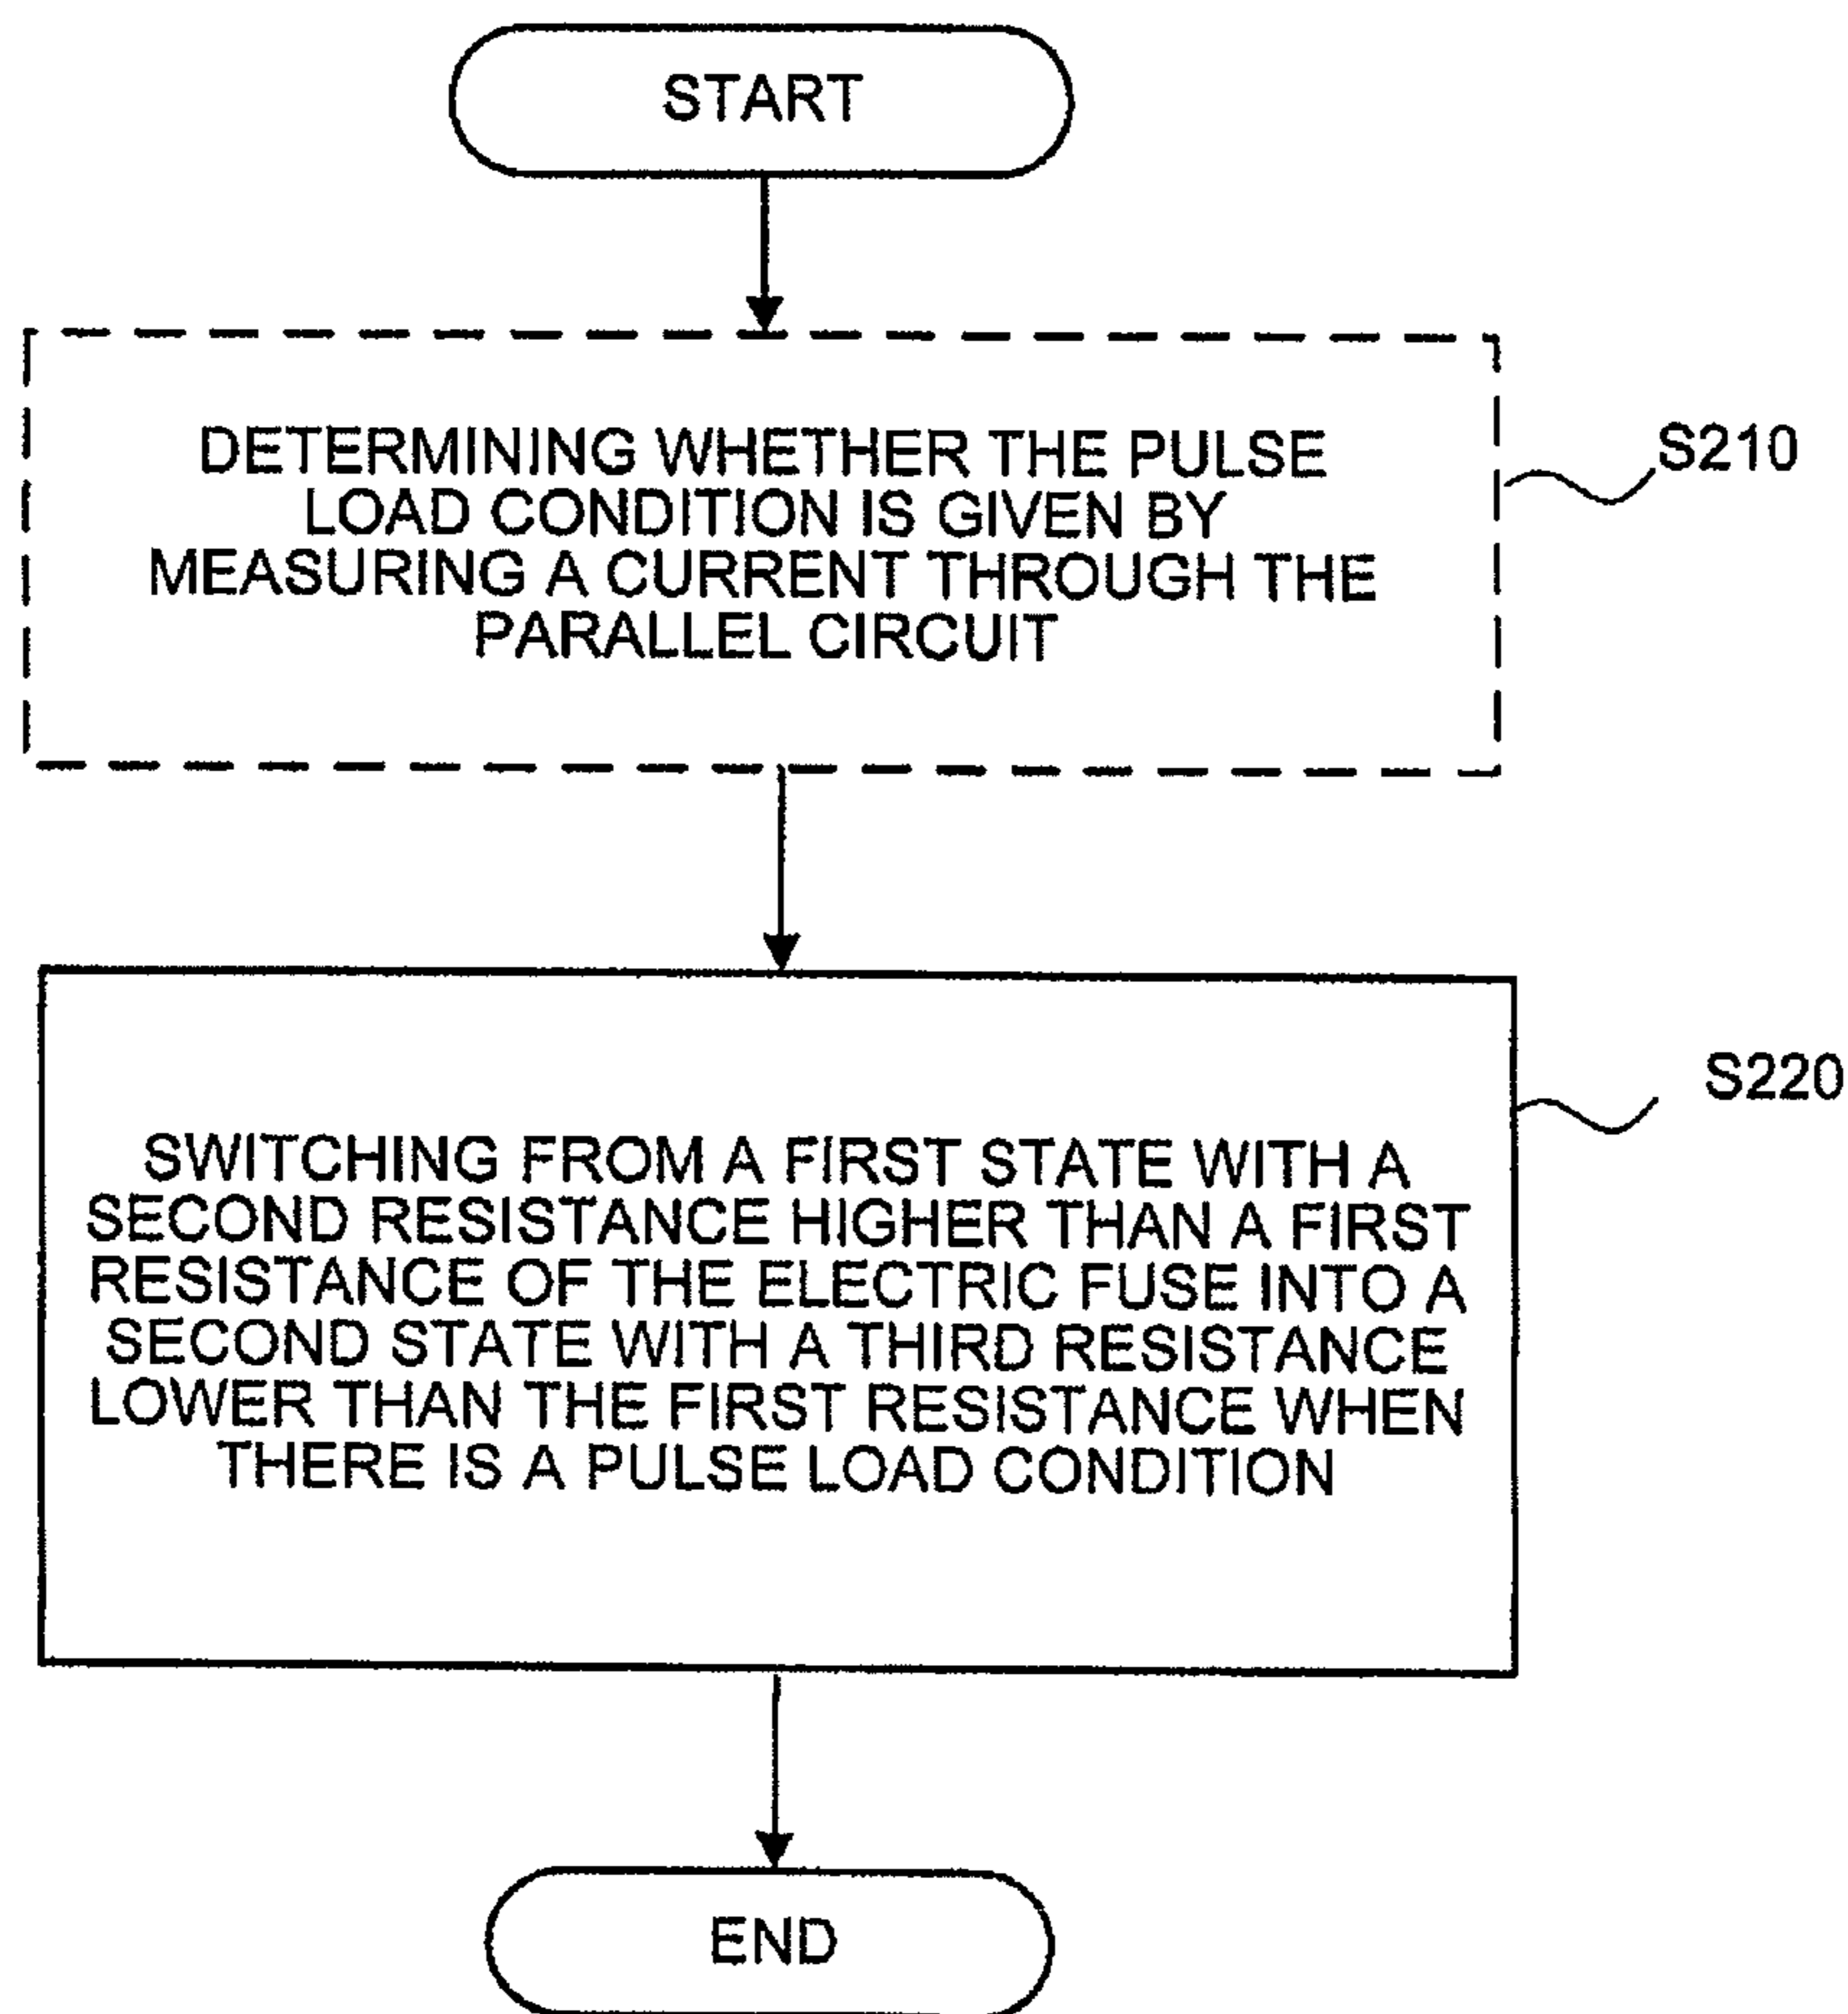 START
DETERMINING WHETHER THE PULSE
LOAD CONDITION IS GIVEN BY
MEASURING A CURRENT THROUGH THE
PARALLEL CIRCUIT
S210
SWITCHING FROM A FIRST STATE WITH A
SECOND RESISTANCE HIGHER THAN A FIRST
RESISTANCE OF THE ELECTRIC FUSE INTO A
SECOND STATE WITH A THIRD RESISTANCE
LOWER THAN THE FIRST RESISTANCE WHEN
THERE IS A PULSE LOAD CONDITION
S220
END